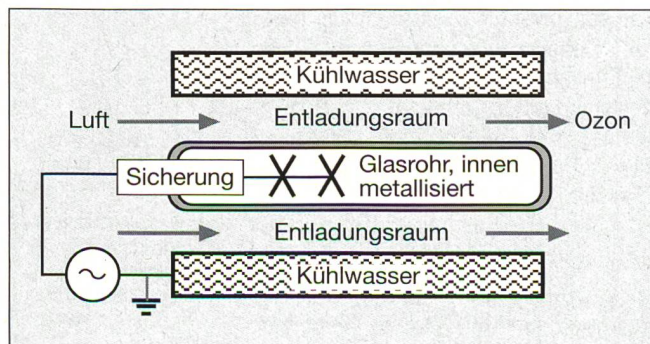 Kühlwasser
Luft
Entladungsraum
Ozon
Sicherung
Glasrohr, innen
metallisiert
Entladungsraum
Kühlwasser